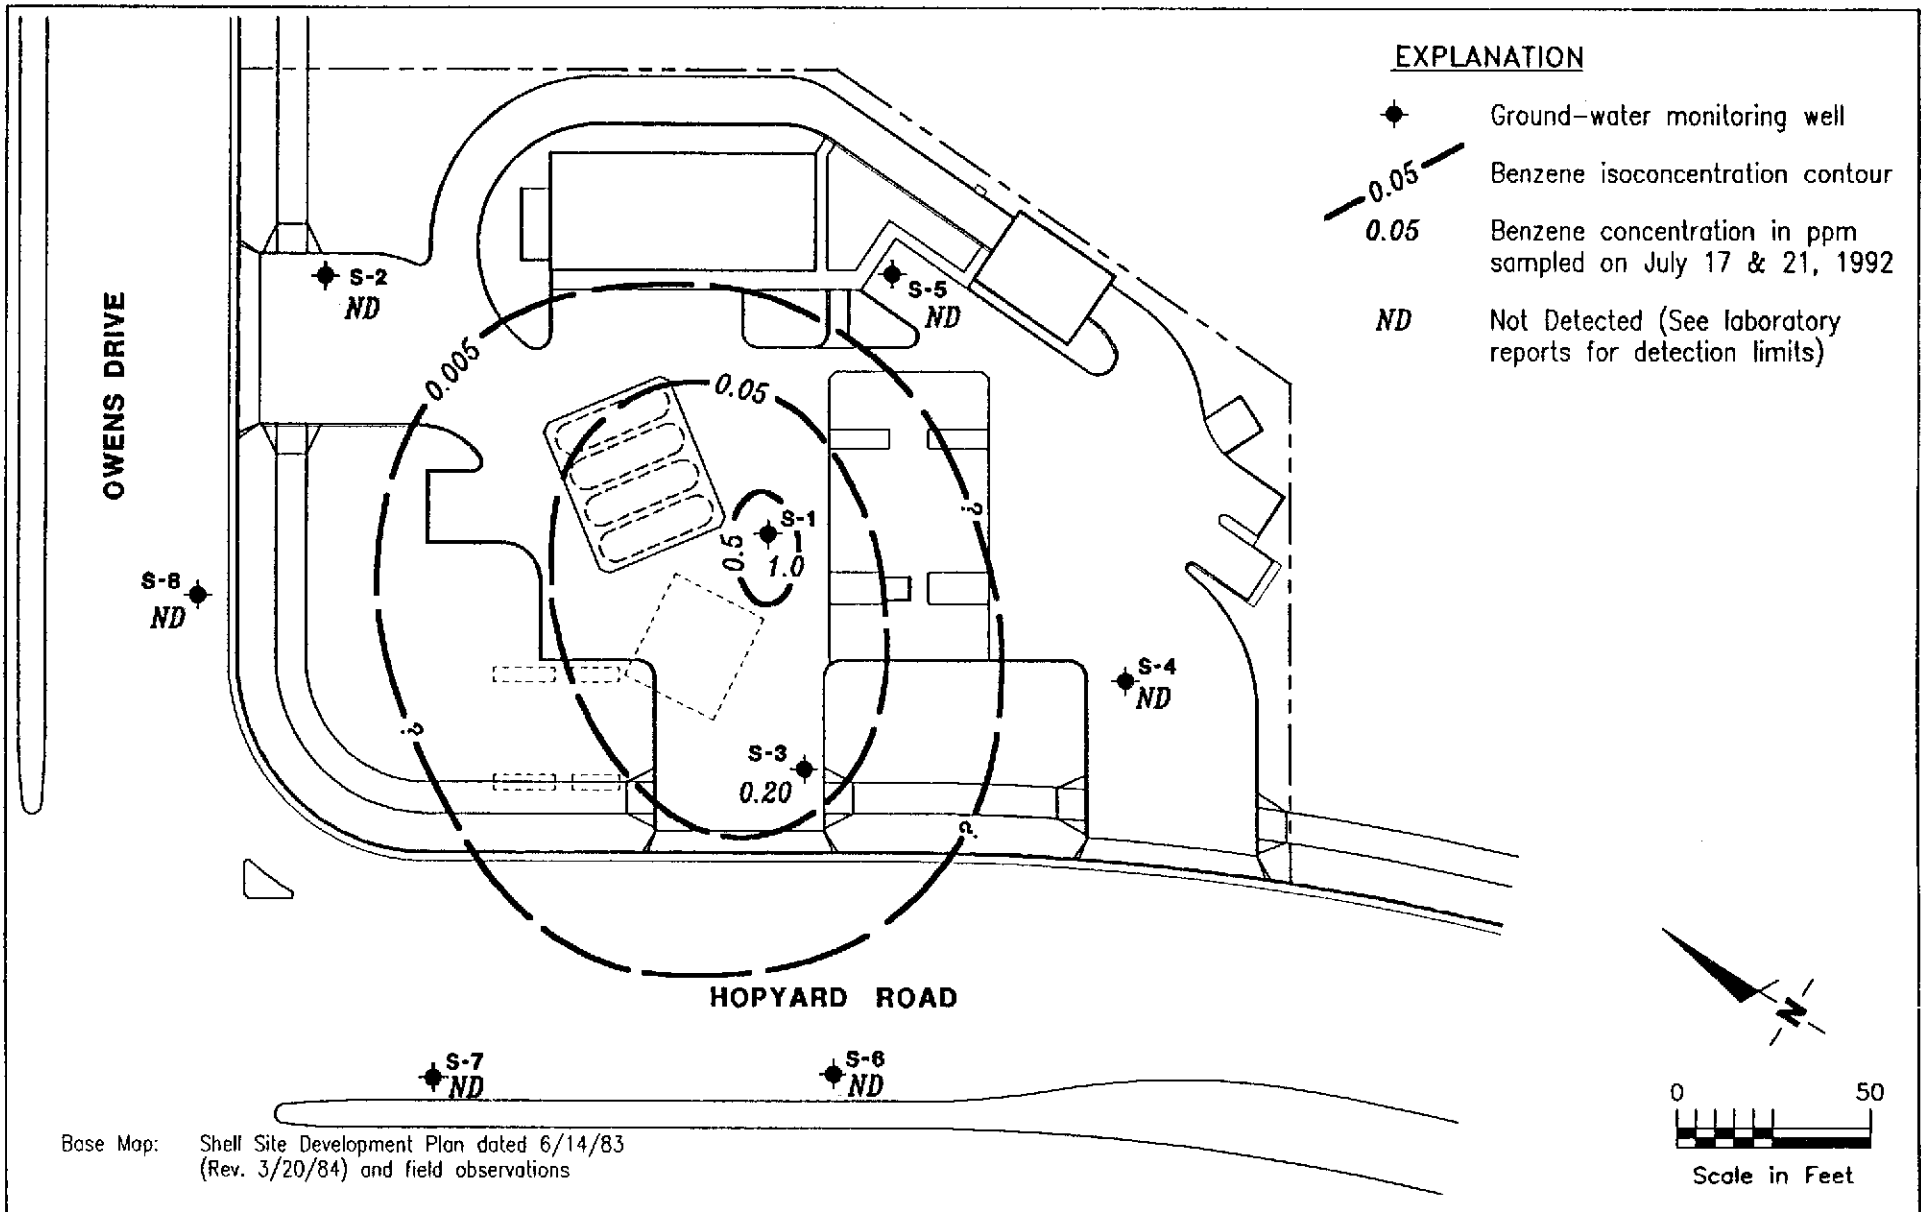 EXPLANATION
Ground-water monitoring well
0.05
Benzene isoconcentration contour
0.05
Benzene concentration in ppm
sampled on July 17 & 21, 1992
ND
Not Detected (See laboratory
reports for detection limits)
OWENS DRIVE
S-2
ND
S-5
ND
0.005
0.05
?
S-1
0.5
1.0
S-8
ND
S-4
ND
?
S-3
0.20
?
HOPYARD ROAD
S-7
ND
S-6
ND
N
0 50
Scale in Feet
Base Map: Shell Site Development Plan dated 6/14/83
(Rev. 3/20/84) and field observations